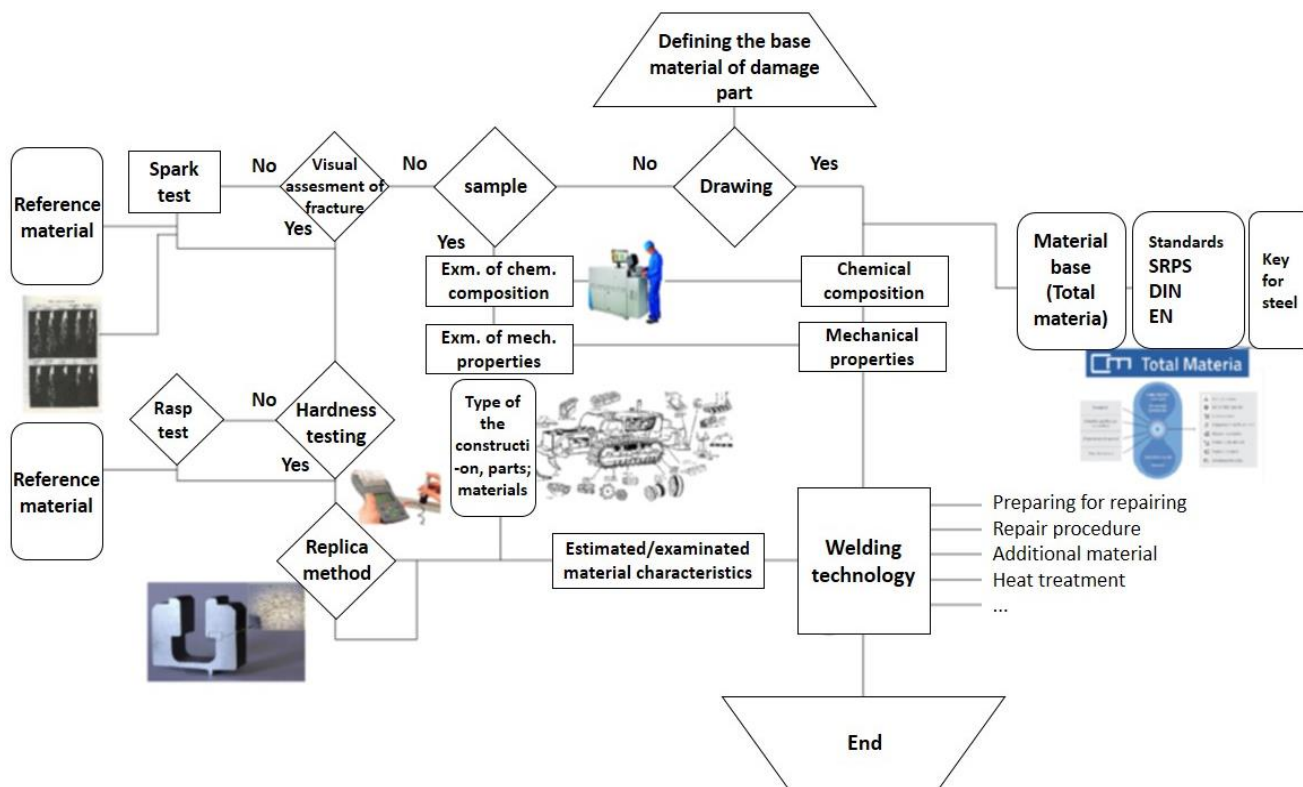 Defining the base
material of damage
part
Reference
material
Spark
test
No
Visual
assesment of
fracture
No
sample
No
Drawing
Yes
Yes
Yes
Exm. of chem.
composition
Chemical
composition
Material
base
(Total
materia)
Standards
SRPS
DIN
EN
Key
for
steel
Exm. of mech.
properties
Mechanical
properties
Total Materia
Rasp
test
No
Hardness
testing
Yes
Type of
the
constructi
-on, parts;
materials
Reference
material
Replica
method
Estimated/examinated
material characteristics
Welding
technology
Preparing for repairing
Repair procedure
Additional material
Heat treatment
...
End